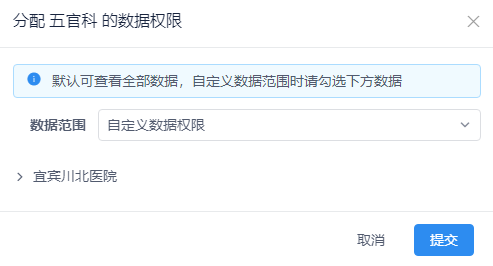 分配 五官科 的数据权限
默认可查看全部数据，自定义数据范围时请勾选下方数据
数据范围 自定义数据权限
宜宾川北医院
取消 提交